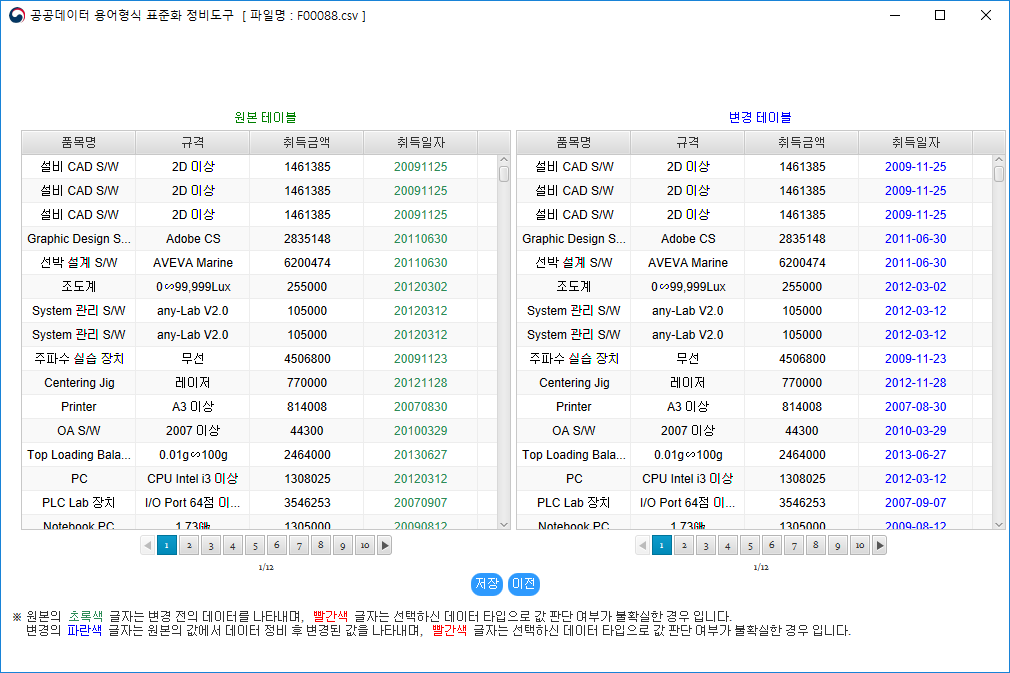 공공데이터 용어형식 표준화 정비도구 [ 파일명 : F00088.csv ]
원본 테이블
품목명 규격 취득금액 취득일자
설비 CAD S/W 2D 이상 1461385 20091125
설비 CAD S/W 2D 이상 1461385 20091125
설비 CAD S/W 2D 이상 1461385 20091125
Graphic Design S... Adobe CS 2835148 20110630
선박 설계 S/W AVEVA Marine 6200474 20110630
조도계 0∽99,999Lux 255000 20120302
System 관리 S/W any-Lab V2.0 105000 20120312
System 관리 S/W any-Lab V2.0 105000 20120312
주파수 실습 장치 무선 4506800 20091123
Centering Jig 레이저 770000 20121128
Printer A3 이상 814008 20070830
OA S/W 2007 이상 44300 20100329
Top Loading Bala... 0.01g∽100g 2464000 20130627
PC CPU Intel i3 이상 1308025 20120312
PLC Lab 장치 I/O Port 64점 이... 3546253 20070907
Notebook PC 1.73㎏ 1305000 20090812
1 2 3 4 5 6 7 8 9 10
1/12
변경 테이블
품목명 규격 취득금액 취득일자
설비 CAD S/W 2D 이상 1461385 2009-11-25
설비 CAD S/W 2D 이상 1461385 2009-11-25
설비 CAD S/W 2D 이상 1461385 2009-11-25
Graphic Design S... Adobe CS 2835148 2011-06-30
선박 설계 S/W AVEVA Marine 6200474 2011-06-30
조도계 0∽99,999Lux 255000 2012-03-02
System 관리 S/W any-Lab V2.0 105000 2012-03-12
System 관리 S/W any-Lab V2.0 105000 2012-03-12
주파수 실습 장치 무선 4506800 2009-11-23
Centering Jig 레이저 770000 2012-11-28
Printer A3 이상 814008 2007-08-30
OA S/W 2007 이상 44300 2010-03-29
Top Loading Bala... 0.01g∽100g 2464000 2013-06-27
PC CPU Intel i3 이상 1308025 2012-03-12
PLC Lab 장치 I/O Port 64점 이... 3546253 2007-09-07
Notebook PC 1.73㎏ 1305000 2009-08-12
1 2 3 4 5 6 7 8 9 10
1/12
저장 이전
※ 원본의 초록색 글자는 변경 전의 데이터를 나타내며, 빨간색 글자는 선택하신 데이터 타입으로 값 판단 여부가 불확실한 경우 입니다.
변경의 파란색 글자는 원본의 값에서 데이터 정비 후 변경된 값을 나타내며, 빨간색 글자는 선택하신 데이터 타입으로 값 판단 여부가 불확실한 경우 입니다.